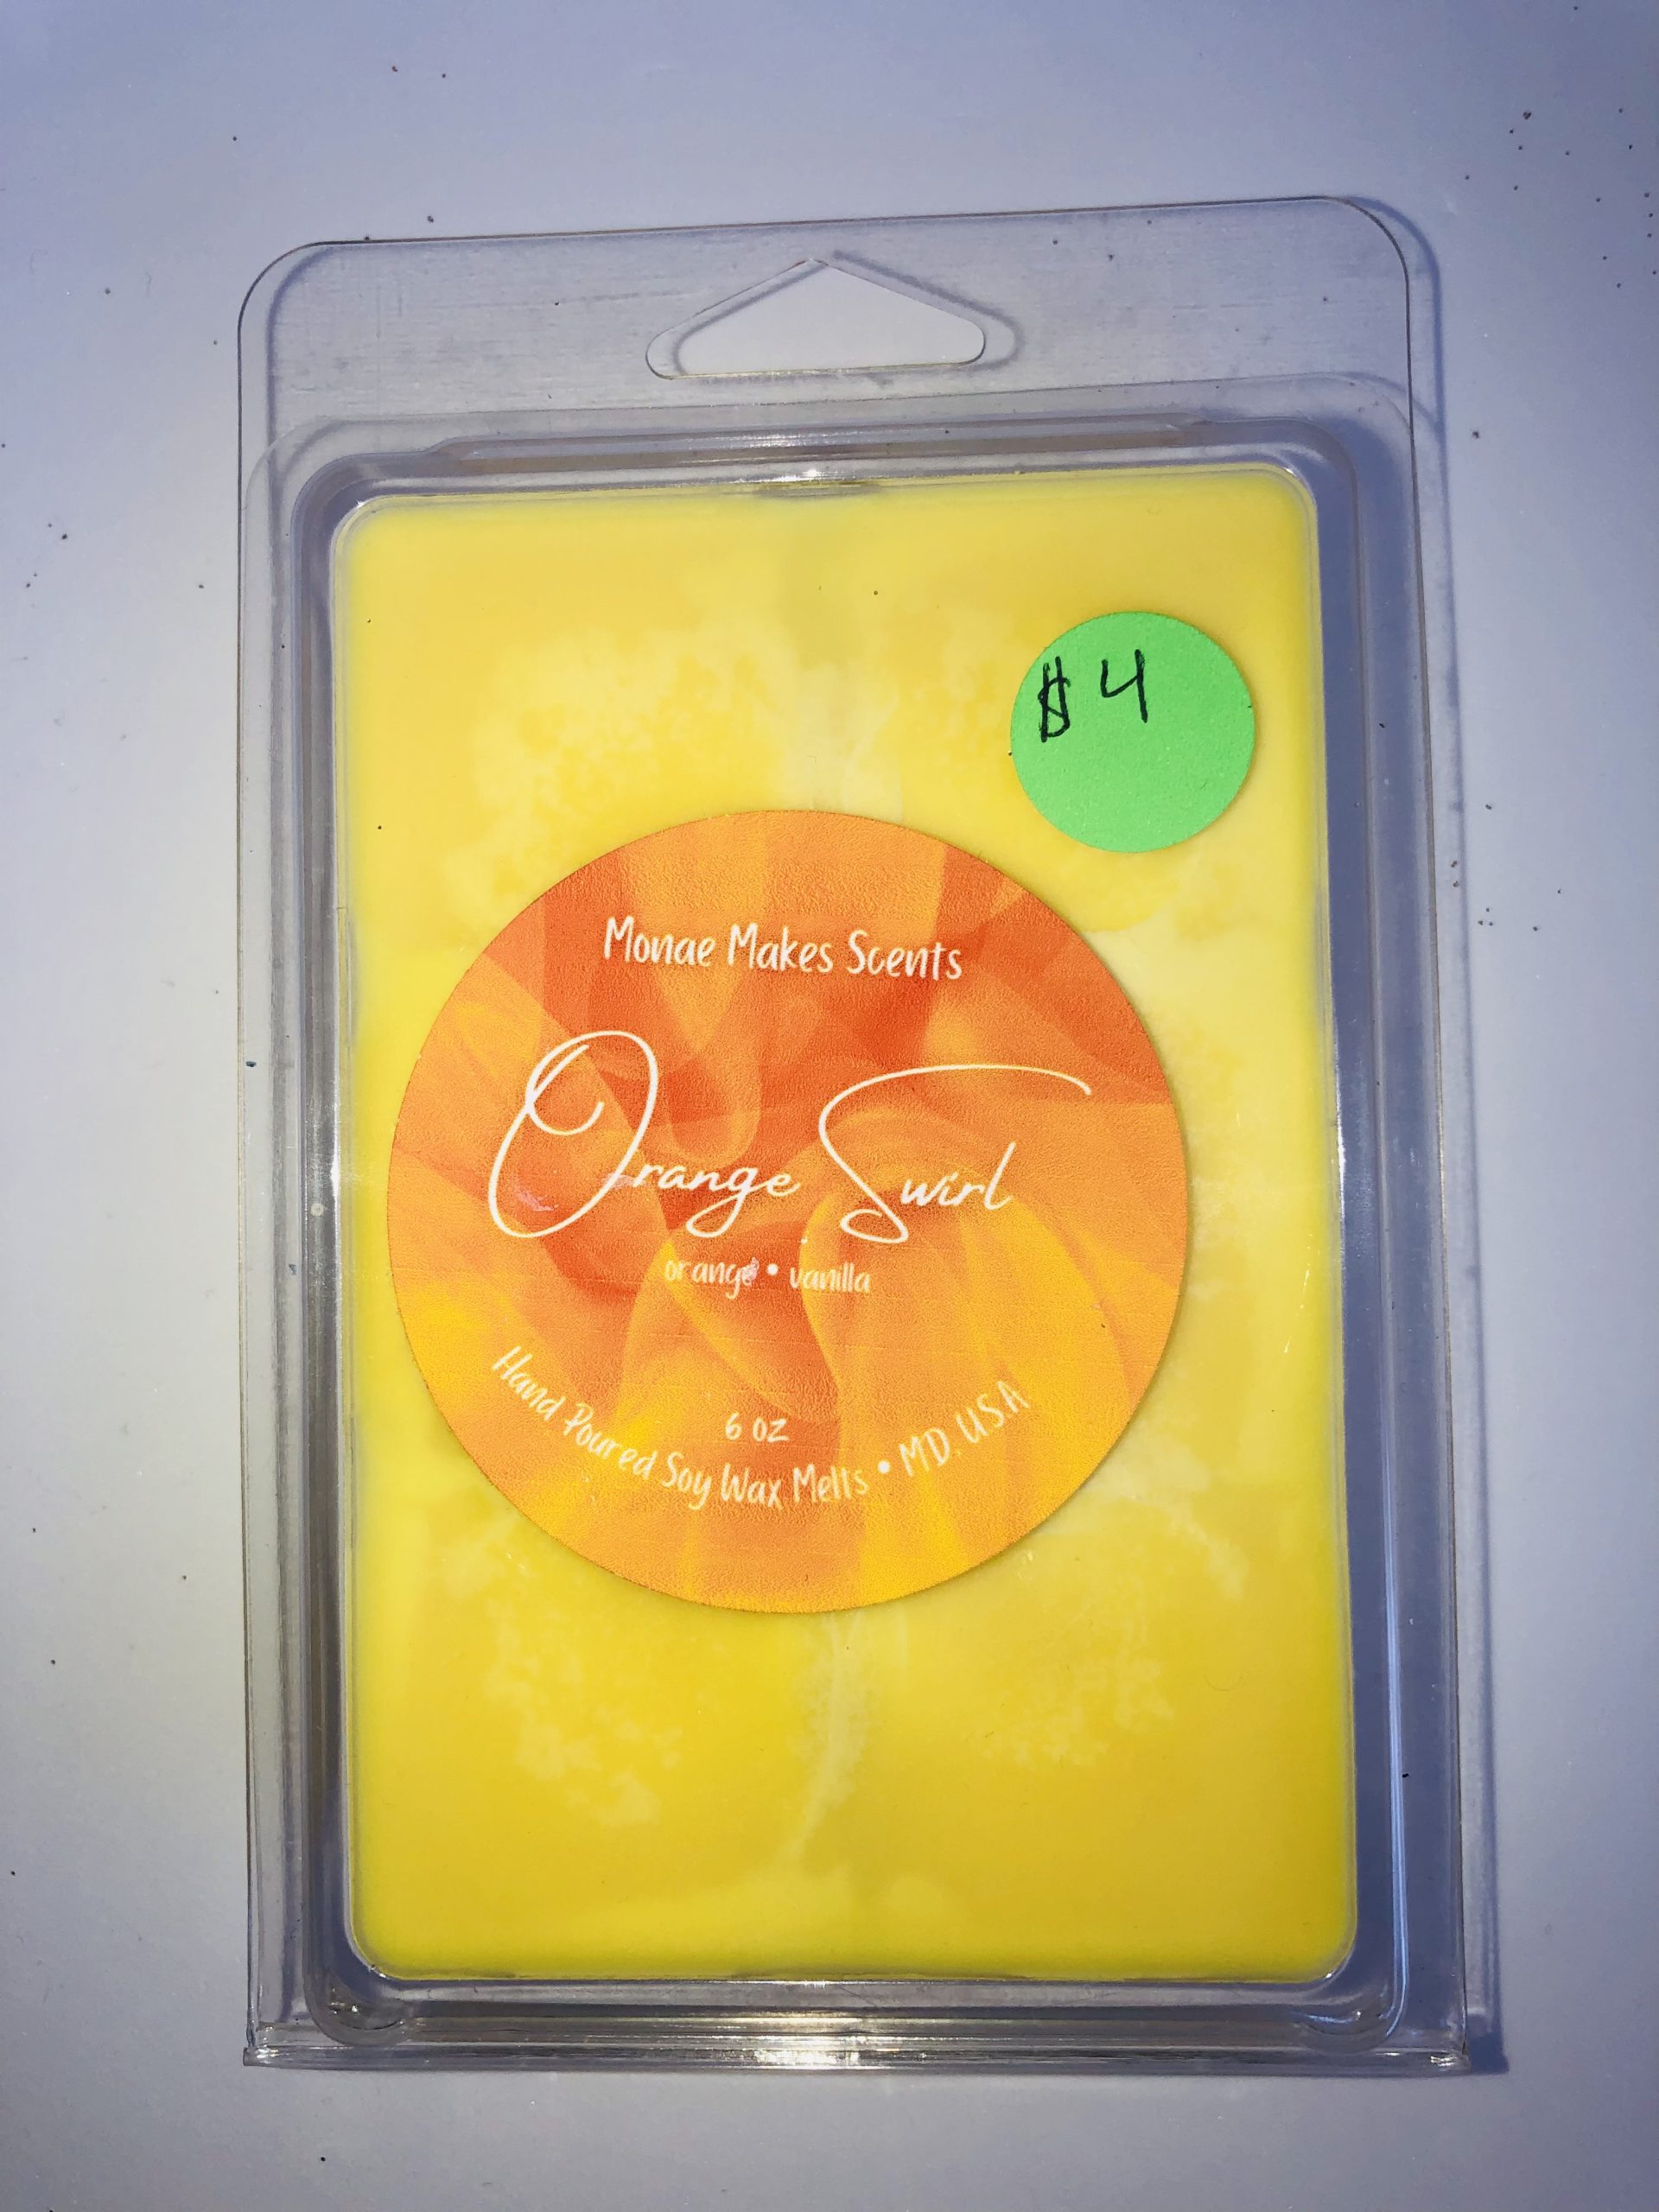 $4
Monae Makes Scents
Orange Swirl
orange • vanilla
6 oz
Hand Poured Soy Wax Melts • MD, USA